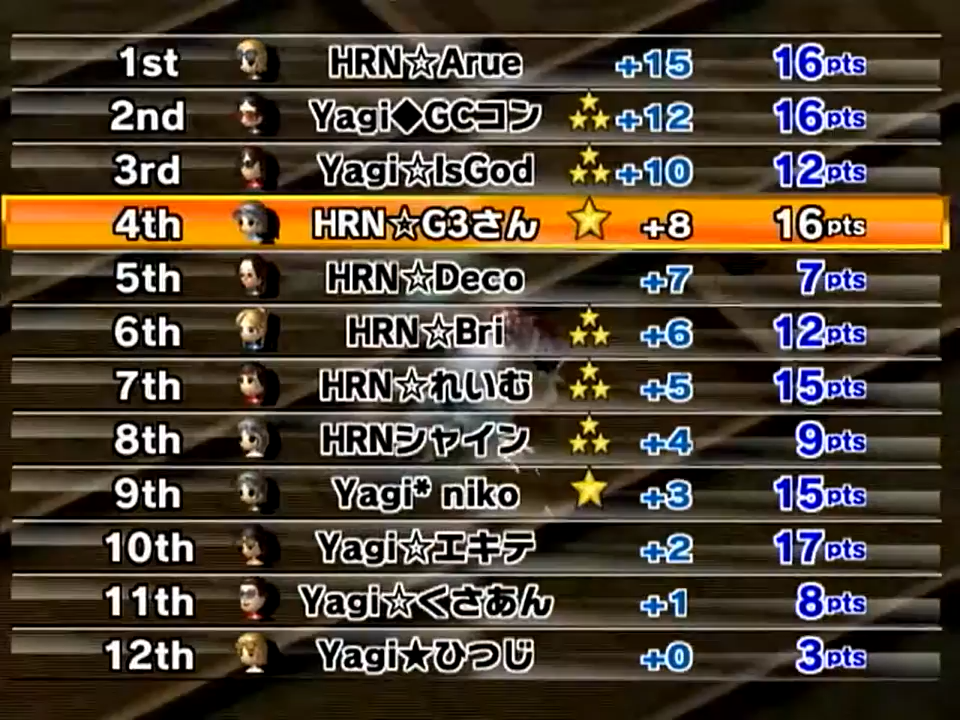 1st HRN☆Arue +15 16pts
2nd Yagi◆GCコン +12 16pts
3rd Yagi☆IsGod +10 12pts
4th HRN☆G3さん +8 16pts
5th HRN☆Deco +7 7pts
6th HRN☆Bri +6 12pts
7th HRN☆れいむ +5 15pts
8th HRNシャイン +4 9pts
9th Yagi* niko +3 15pts
10th Yagi☆エキテ +2 17pts
11th Yagi☆くさあん +1 8pts
12th Yagi★ひつじ +0 3pts